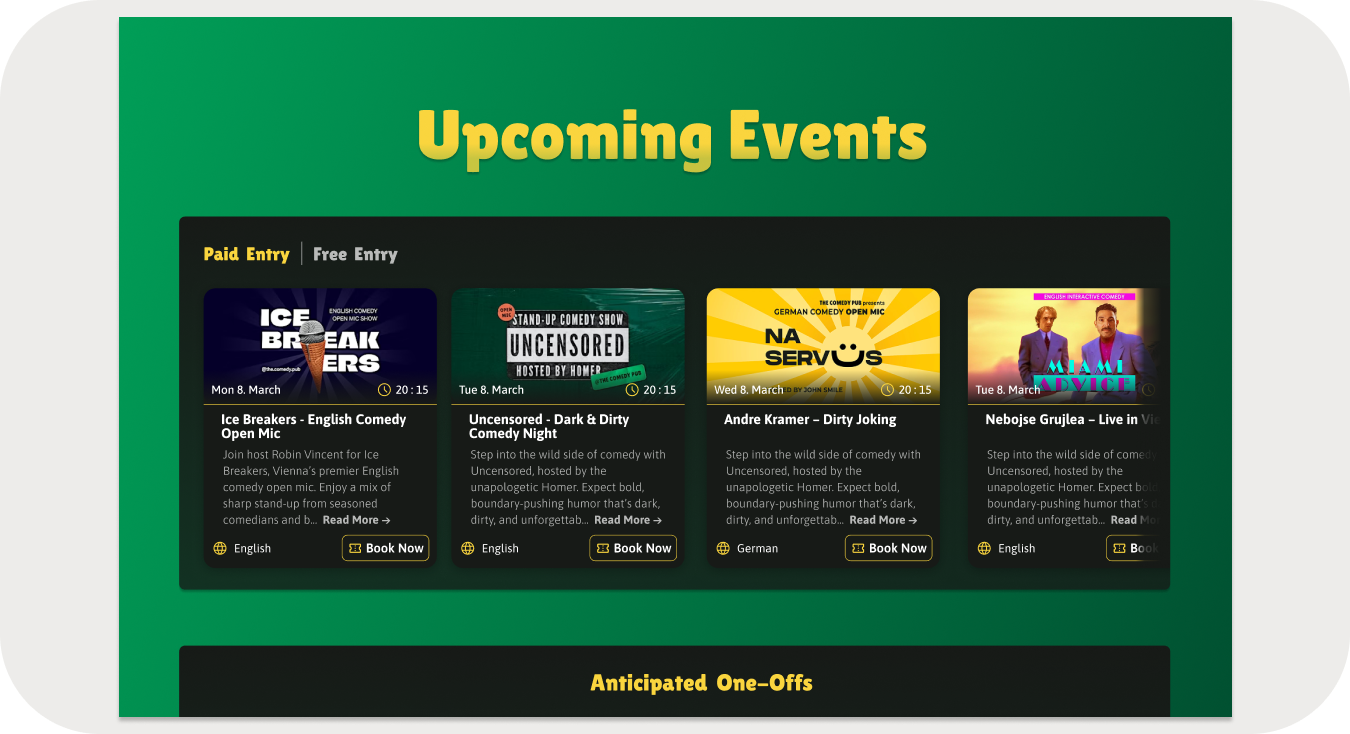 Upcoming Events
Paid Entry
Free Entry
ICE
BREAK
ERS
ENGLISH COMEDY
OPEN MIC SHOW
@the.comedy.pub
Mon 8. March
20 : 15
Ice Breakers - English Comedy
Open Mic
Join host Robin Vincent for Ice
Breakers, Vienna's premier English
comedy open mic. Enjoy a mix of
sharp stand-up from seasoned
comedians and b... Read More →
English
Book Now
OPEN
MIC
STAND-UP COMEDY SHOW
UNCENSORED
HOSTED BY HOMER
@THE COMEDY PUB
Tue 8. March
20 : 15
Uncensored - Dark & Dirty
Comedy Night
Step into the wild side of comedy with
Uncensored, hosted by the
unapologetic Homer. Expect bold,
boundary-pushing humor that's dark,
dirty, and unforgettab... Read More →
English
Book Now
THE COMEDY PUB presents
GERMAN COMEDY OPEN MIC
NA
SERVUS
ED BY JOHN SMILE
Wed 8. March
20 : 15
Andre Kramer – Dirty Joking
Step into the wild side of comedy with
Uncensored, hosted by the
unapologetic Homer. Expect bold,
boundary-pushing humor that's dark,
dirty, and unforgettab... Read More →
German
Book Now
ENGLISH INTERACTIVE COMEDY
MIAMI
ADVICE
Tue 8. March
Nebojse Grujlea – Live in Vie
Step into the wild side of comedy
Uncensored, hosted by the
unapologetic Homer. Expect bold,
boundary-pushing humor that's
dirty, and unforgettab... Read Mo
English
Book
Anticipated One-Offs